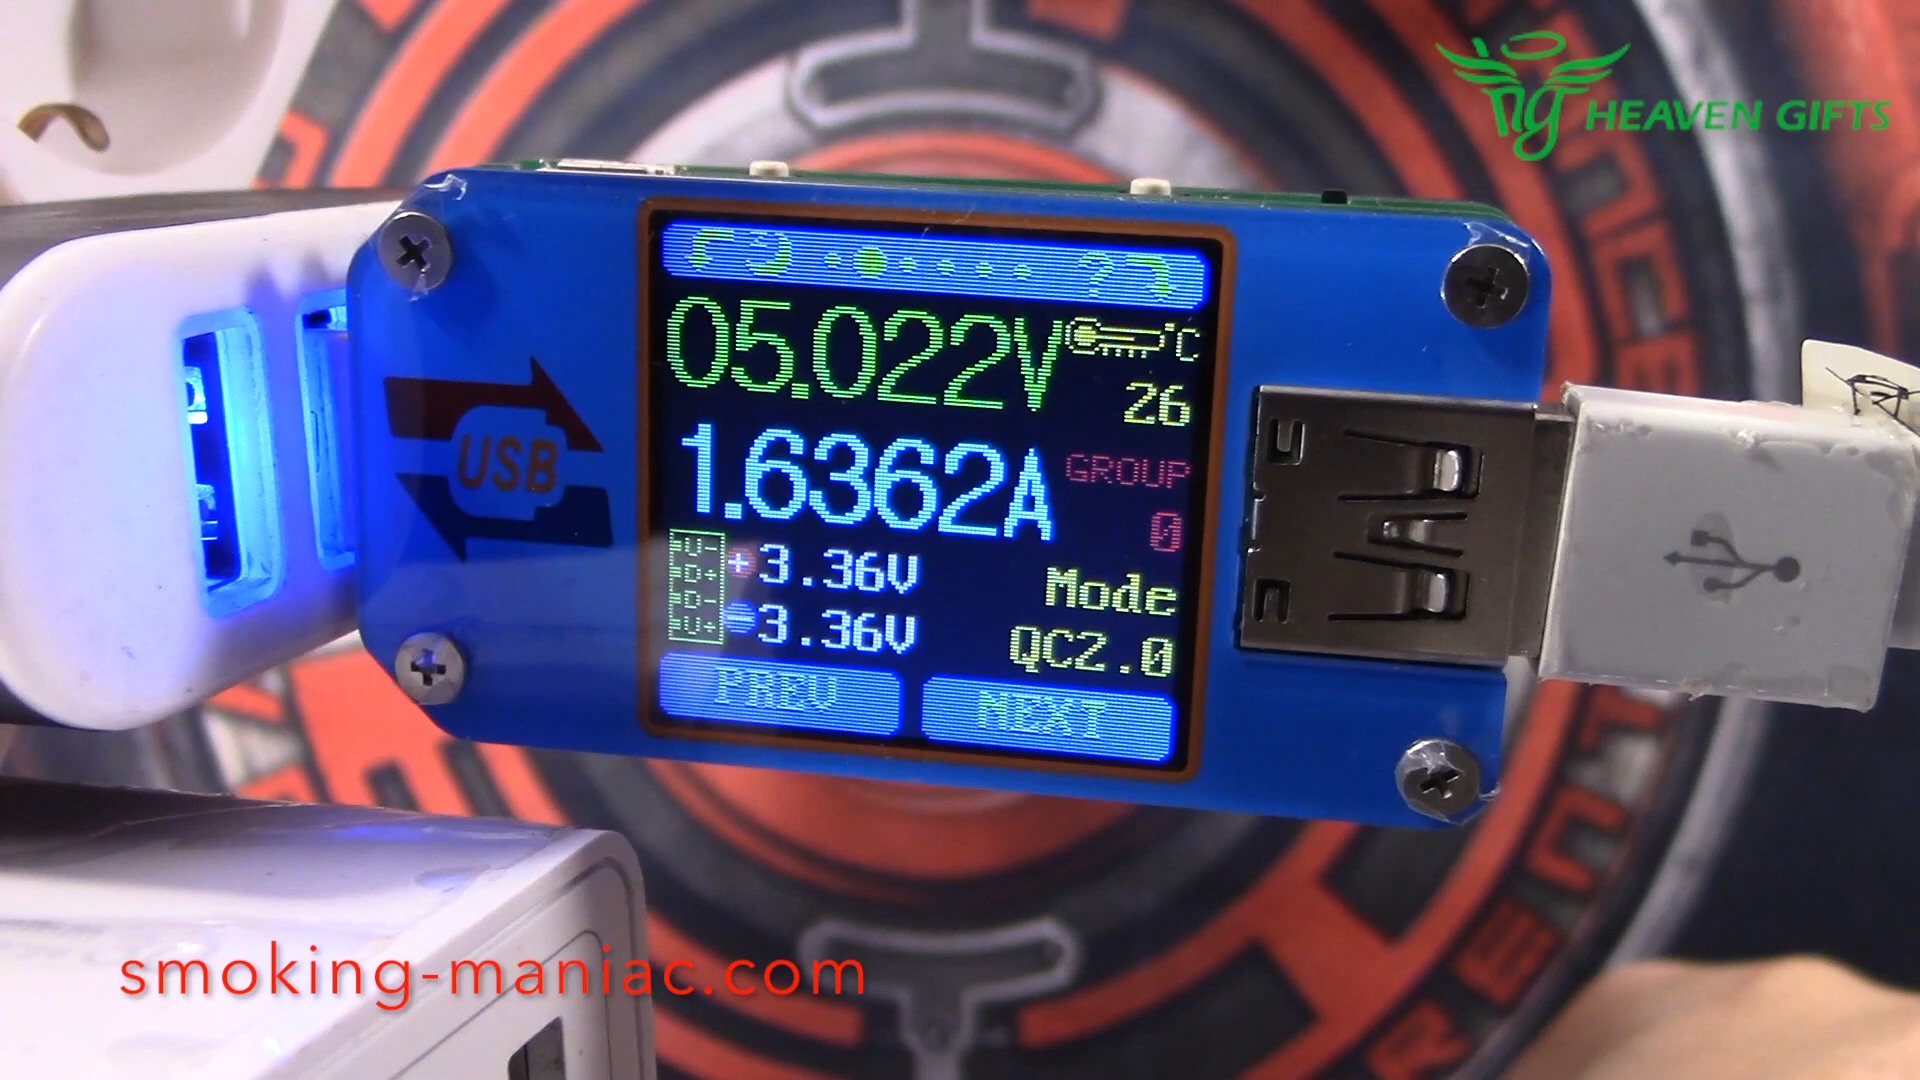 HEAVEN GIFTS
05.022V
°C
26
1.6362A
GROUP
0
USB
V-
D+
D-
V+
+3.36V
-3.36V
Mode
QC2.0
PREV
NEXT
smoking-maniac.com